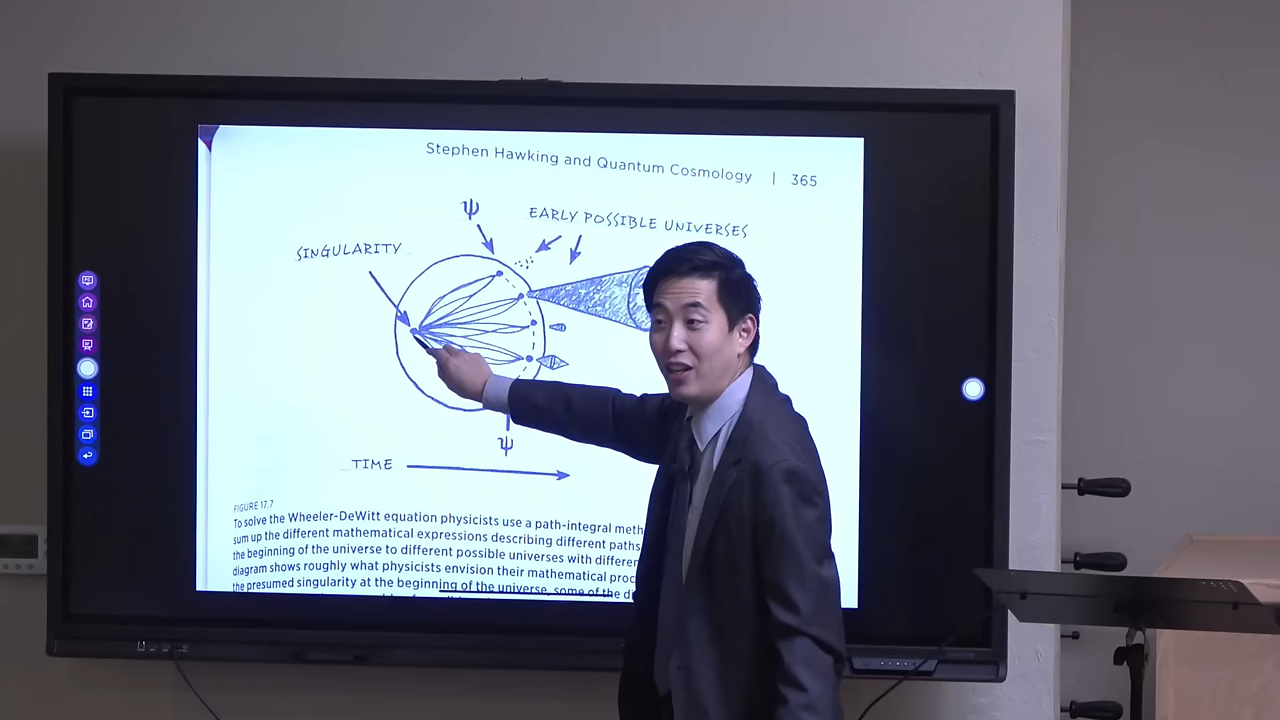 Stephen Hawking and Quantum Cosmology | 365
Ψ
EARLY POSSIBLE UNIVERSES
SINGULARITY
Ψ
TIME
FIGURE 17.7
To solve the Wheeler-DeWitt equation physicists use a path-integral
sum up the different mathematical expressions describing different paths
the beginning of the universe to different possible universes with
diagram shows roughly what physicists envision their mathematical
the presumed singularity at the beginning of the universe, some of the